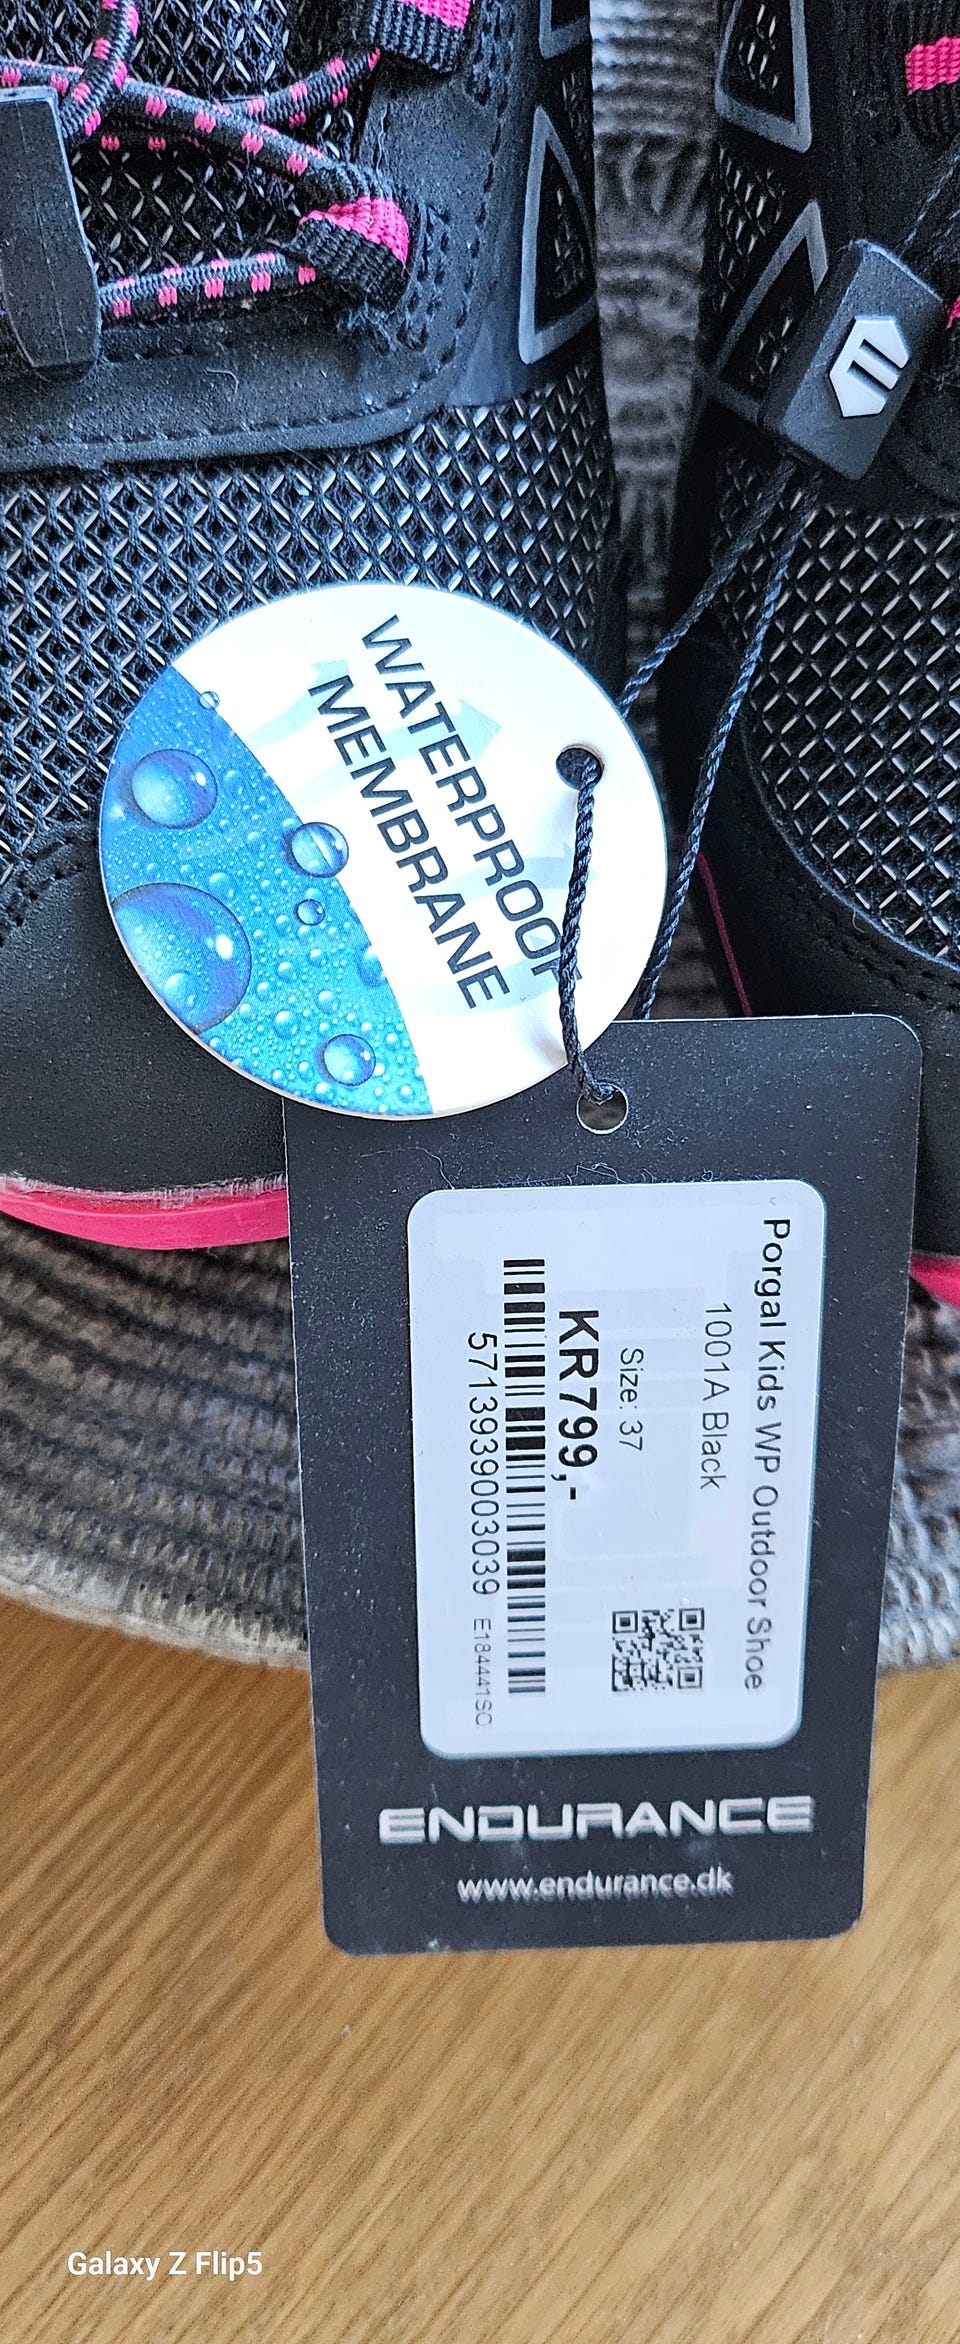 WATERPROOF
MEMBRANE
Porgal Kids WP Outdoor Shoe
1001A Black
Size: 37
KR799,-
5713939003039 E184441SO
ENDURANCE
www.endurance.dk
Galaxy Z Flip5